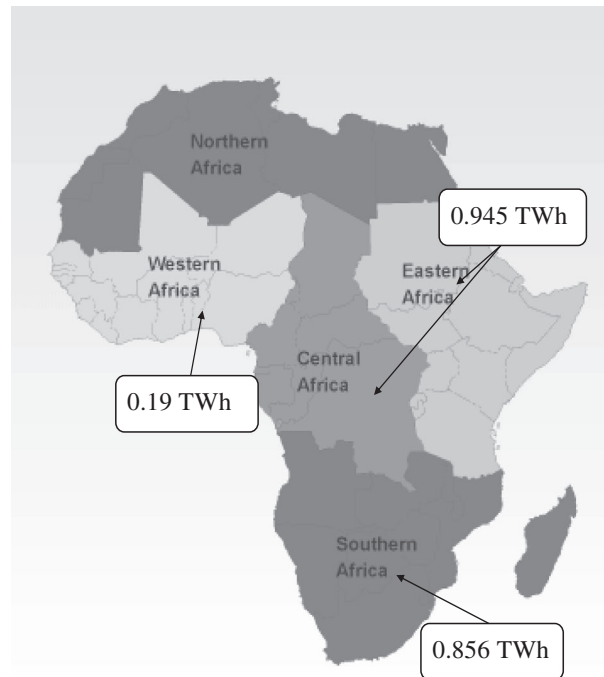 Northern
Africa
0.945 TWh
Western
Africa
Eastern
Africa
Central
Africa
0.19 TWh
Southern
Africa
0.856 TWh